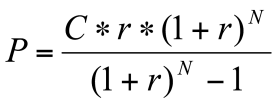 P = C * r * (1 + r)^N / (1 + r)^N - 1